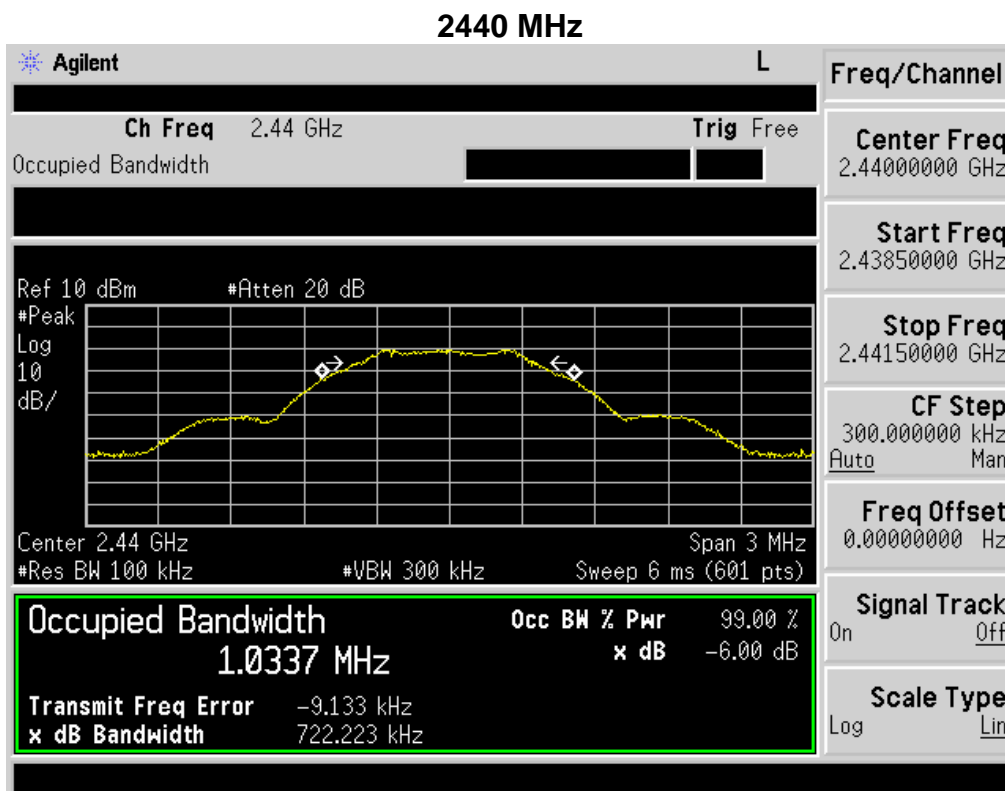 2440 MHz
Agilent L
Ch Freq 2.44 GHz Trig Free
Occupied Bandwidth
Ref 10 dBm #Atten 20 dB
#Peak
Log
10
dB/
Center 2.44 GHz Span 3 MHz
#Res BW 100 kHz #VBW 300 kHz Sweep 6 ms (601 pts)
Occupied Bandwidth Occ BW % Pwr 99.00 %
1.0337 MHz x dB -6.00 dB
Transmit Freq Error -9.133 kHz
x dB Bandwidth 722.223 kHz
Freq/Channel
Center Freq
2.44000000 GHz
Start Freq
2.43850000 GHz
Stop Freq
2.44150000 GHz
CF Step
300.000000 kHz
Auto Man
Freq Offset
0.00000000 Hz
Signal Track
On Off
Scale Type
Log Lin